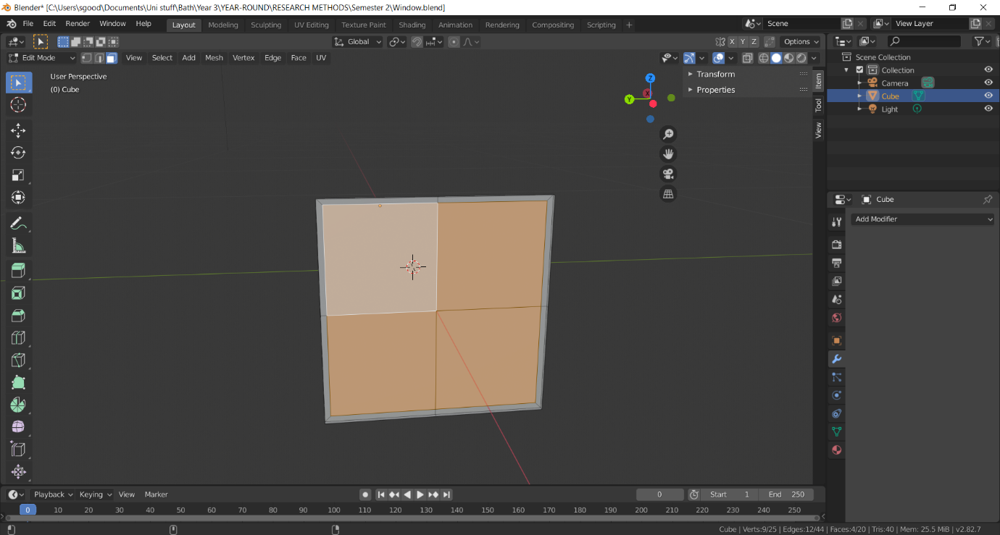 Blender* [C:\Users\sgood\Documents\Uni stuff\Bath\Year 3\YEAR-ROUND\RESEARCH METHODS\Semester 2\Window.blend]
File Edit Render Window Help Layout Modeling Sculpting UV Editing Texture Paint Shading Animation Rendering Compositing Scripting + Scene View Layer
Global X Y Z Options
Edit Mode View Select Add Mesh Vertex Edge Face UV
User Perspective
(0) Cube
Z
X
Y
Transform
Properties
Item
Tool
View
Scene Collection
Collection
Camera
Cube
Light
Cube
Add Modifier
Playback Keying View Marker 0 Start 1 End 250
0 10 20 30 40 50 60 70 80 90 100 110 120 130 140 150 160 170 180 190 200 210 220 230 240 250
Cube | Verts:9/25 | Edges:12/44 | Faces:4/20 | Tris:40 | Mem: 25.5 MiB | v2.82.7